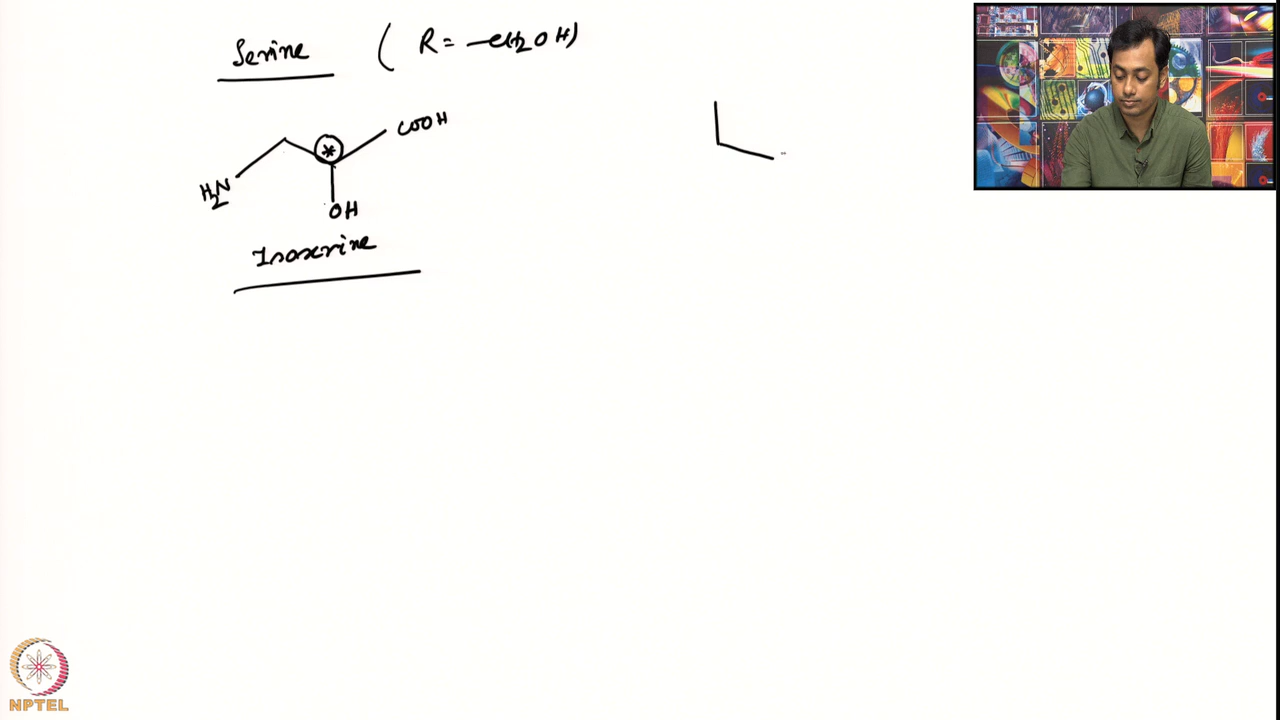 Serine ( R = -CH2OH)
COOH
*
H2N
OH
Isoserine
NPTEL